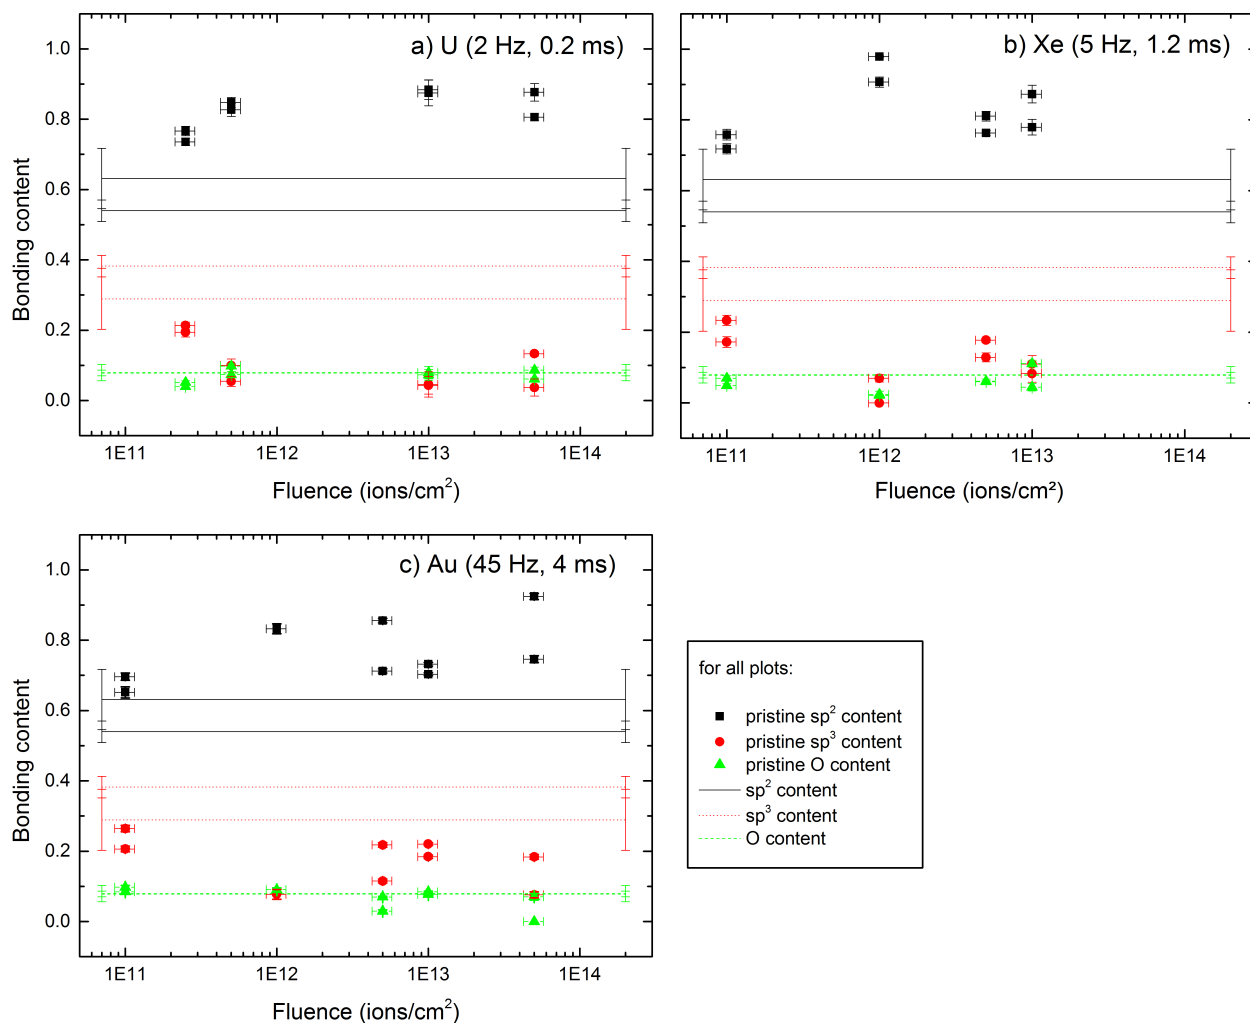 a) U (2 Hz, 0.2 ms)
1.0
0.8
0.6
0.4
0.2
0.0
Bonding content
1E11 1E12 1E13 1E14
Fluence (ions/cm²)
b) Xe (5 Hz, 1.2 ms)
1E11 1E12 1E13 1E14
Fluence (ions/cm²)
c) Au (45 Hz, 4 ms)
1.0
0.8
0.6
0.4
0.2
0.0
Bonding content
1E11 1E12 1E13 1E14
Fluence (ions/cm²)
for all plots:
pristine sp² content
pristine sp³ content
pristine O content
sp² content
sp³ content
O content